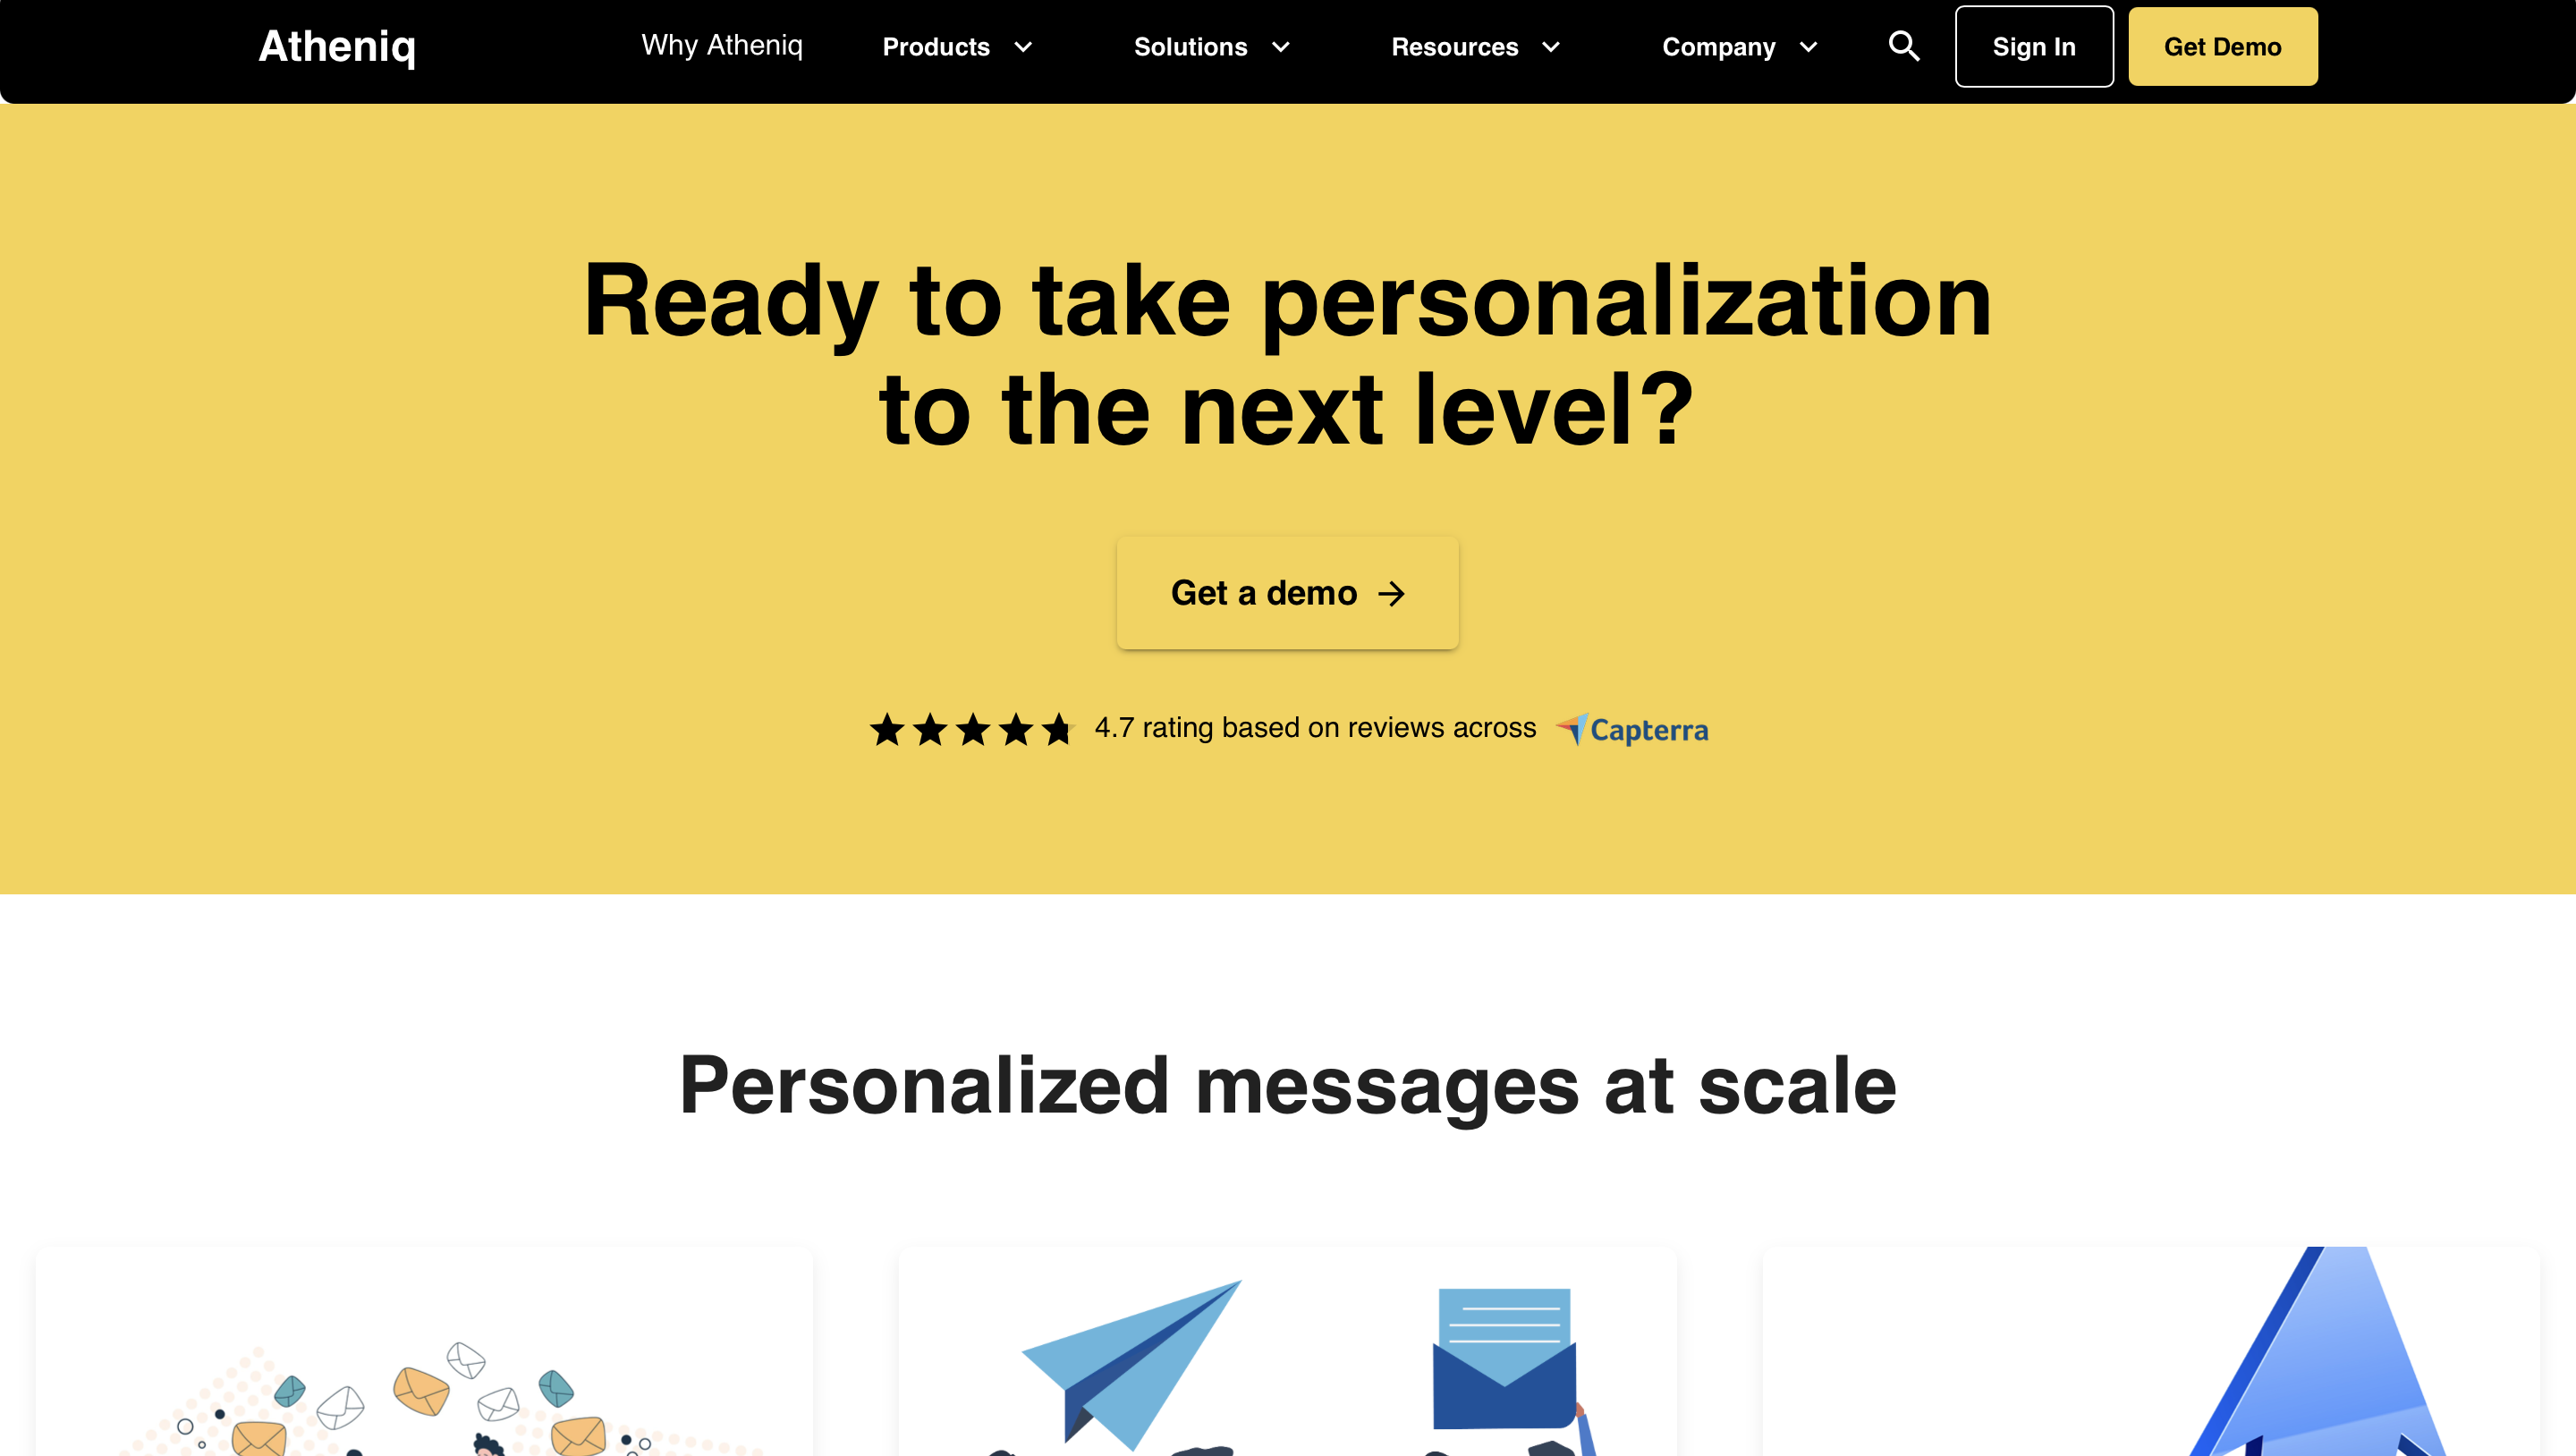 Atheniq
Why Atheniq
Products
Solutions
Resources
Company
Sign In
Get Demo
Ready to take personalization
to the next level?
Get a demo
4.7 rating based on reviews across
Capterra
Personalized messages at scale